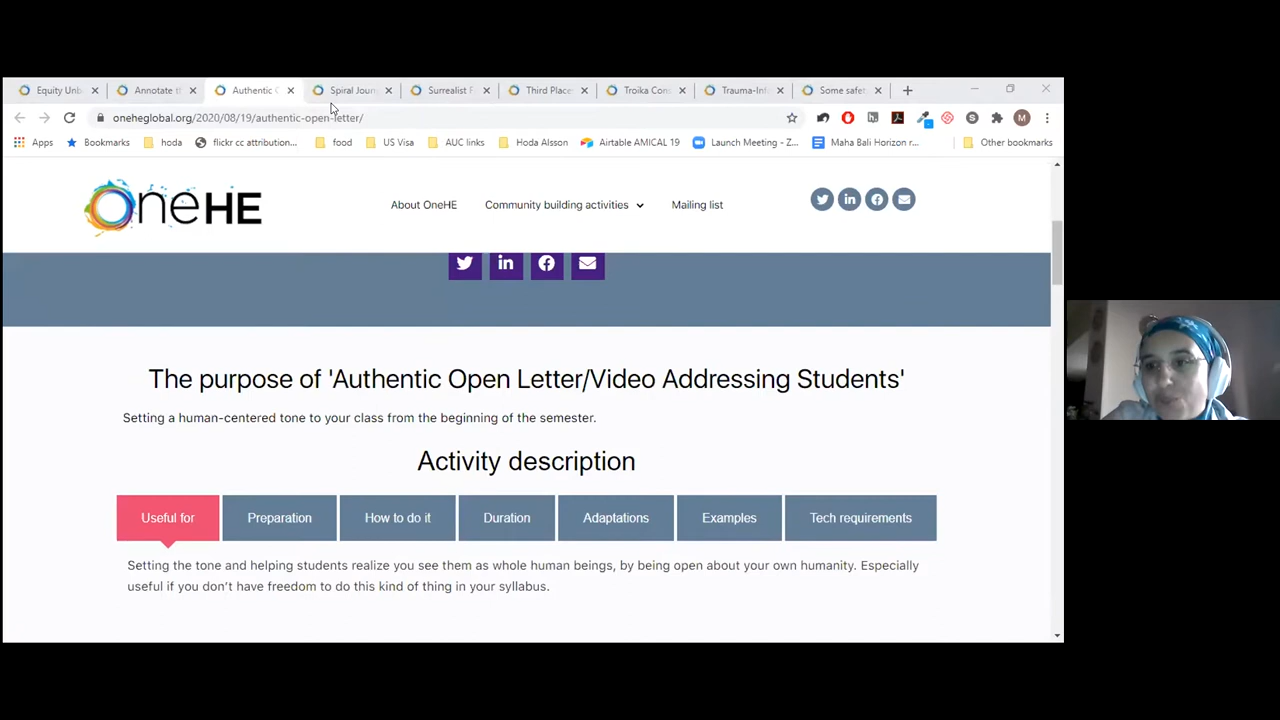 Equity Unb
Annotate t
Authentic
Spiral Journ
Surrealist F
Third Place
Troika Cons
Trauma-Info
Some safet
oneheglobal.org/2020/08/19/authentic-open-letter/
Apps
Bookmarks
hoda
flickr cc attribution...
food
US Visa
AUC links
Hoda Alsson
Airtable AMICAL 19
Launch Meeting - Z...
Maha Bali Horizon r...
Other bookmarks
oneHE
About OneHE
Community building activities
Mailing list
The purpose of 'Authentic Open Letter/Video Addressing Students'
Setting a human-centered tone to your class from the beginning of the semester.
Activity description
Useful for
Preparation
How to do it
Duration
Adaptations
Examples
Tech requirements
Setting the tone and helping students realize you see them as whole human beings, by being open about your own humanity. Especially
useful if you don't have freedom to do this kind of thing in your syllabus.